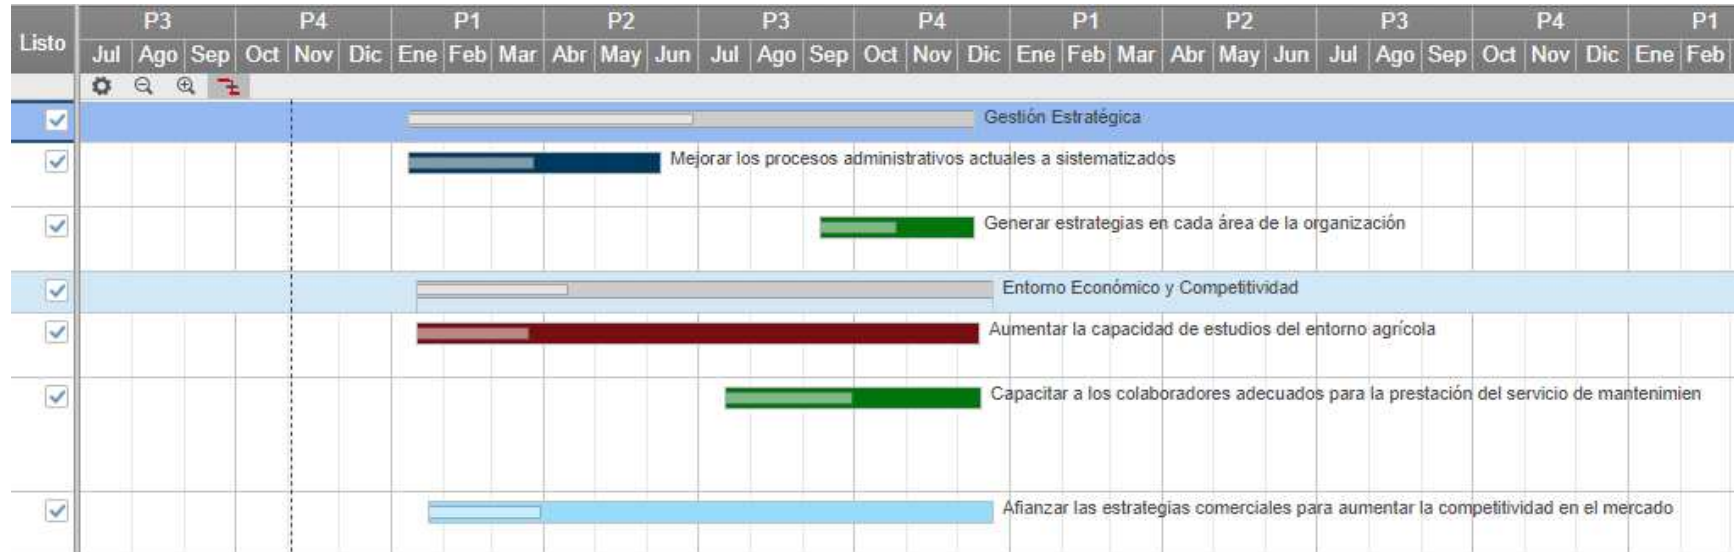 P3 P4 P1 P2 P3 P4 P1 P2 P3 P4 P1
Listo
Jul Ago Sep Oct Nov Dic Ene Feb Mar Abr May Jun Jul Ago Sep Oct Nov Dic Ene Feb Mar Abr May Jun Jul Ago Sep Oct Nov Dic Ene Feb
Gestión Estratégica
Mejorar los procesos administrativos actuales a sistematizados
Generar estrategias en cada área de la organización
Entorno Económico y Competitividad
Aumentar la capacidad de estudios del entorno agrícola
Capacitar a los colaboradores adecuados para la prestación del servicio de mantenimien
Afianzar las estrategias comerciales para aumentar la competitividad en el mercado